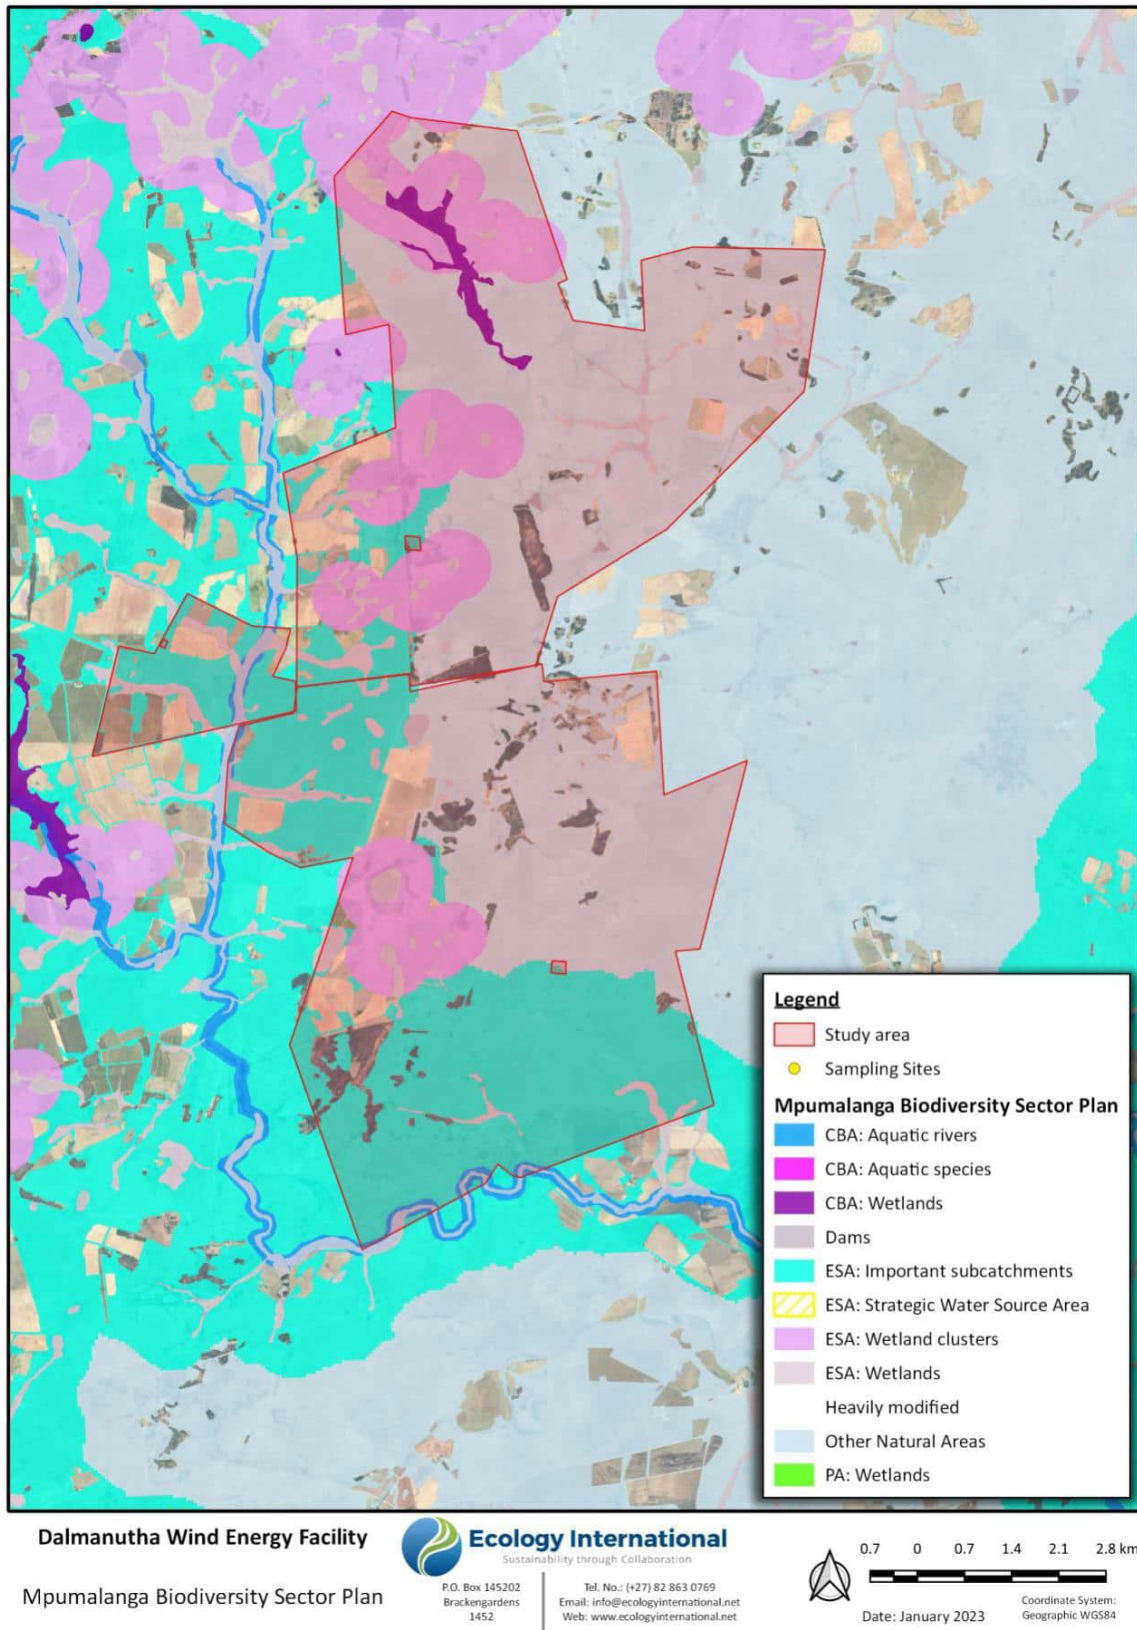 Legend
Study area
Sampling Sites
Mpumalanga Biodiversity Sector Plan
CBA: Aquatic rivers
CBA: Aquatic species
CBA: Wetlands
Dams
ESA: Important subcatchments
ESA: Strategic Water Source Area
ESA: Wetland clusters
ESA: Wetlands
Heavily modified
Other Natural Areas
PA: Wetlands
Dalmanutha Wind Energy Facility
Mpumalanga Biodiversity Sector Plan
Ecology International
Sustainability through Collaboration
P.O. Box 145202
Brackengardens
1452
Tel. No.: (+27) 82 863 0769
Email: info@ecologyinternational.net
Web: www.ecologyinternational.net
0.7 0 0.7 1.4 2.1 2.8 km
Date: January 2023
Coordinate System:
Geographic WGS84